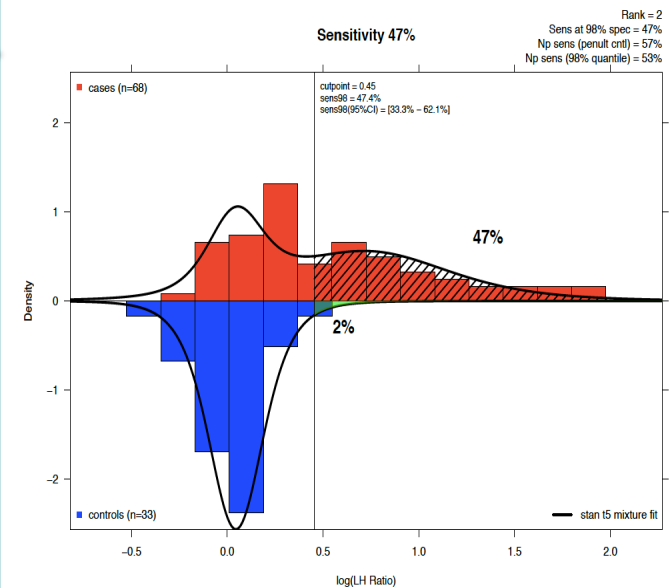 Rank = 2
Sens at 98% spec = 47%
Np sens (penult cntl) = 57%
Np sens (98% quantile) = 53%
Sensitivity 47%
cases (n=68)
cutpoint = 0.45
sens98 = 47.4%
sens98(95%CI) = [33.3% – 62.1%]
2
1
0
−1
−2
Density
47%
2%
controls (n=33)
stan t5 mixture fit
−0.5 0.0 0.5 1.0 1.5 2.0
log(LH Ratio)